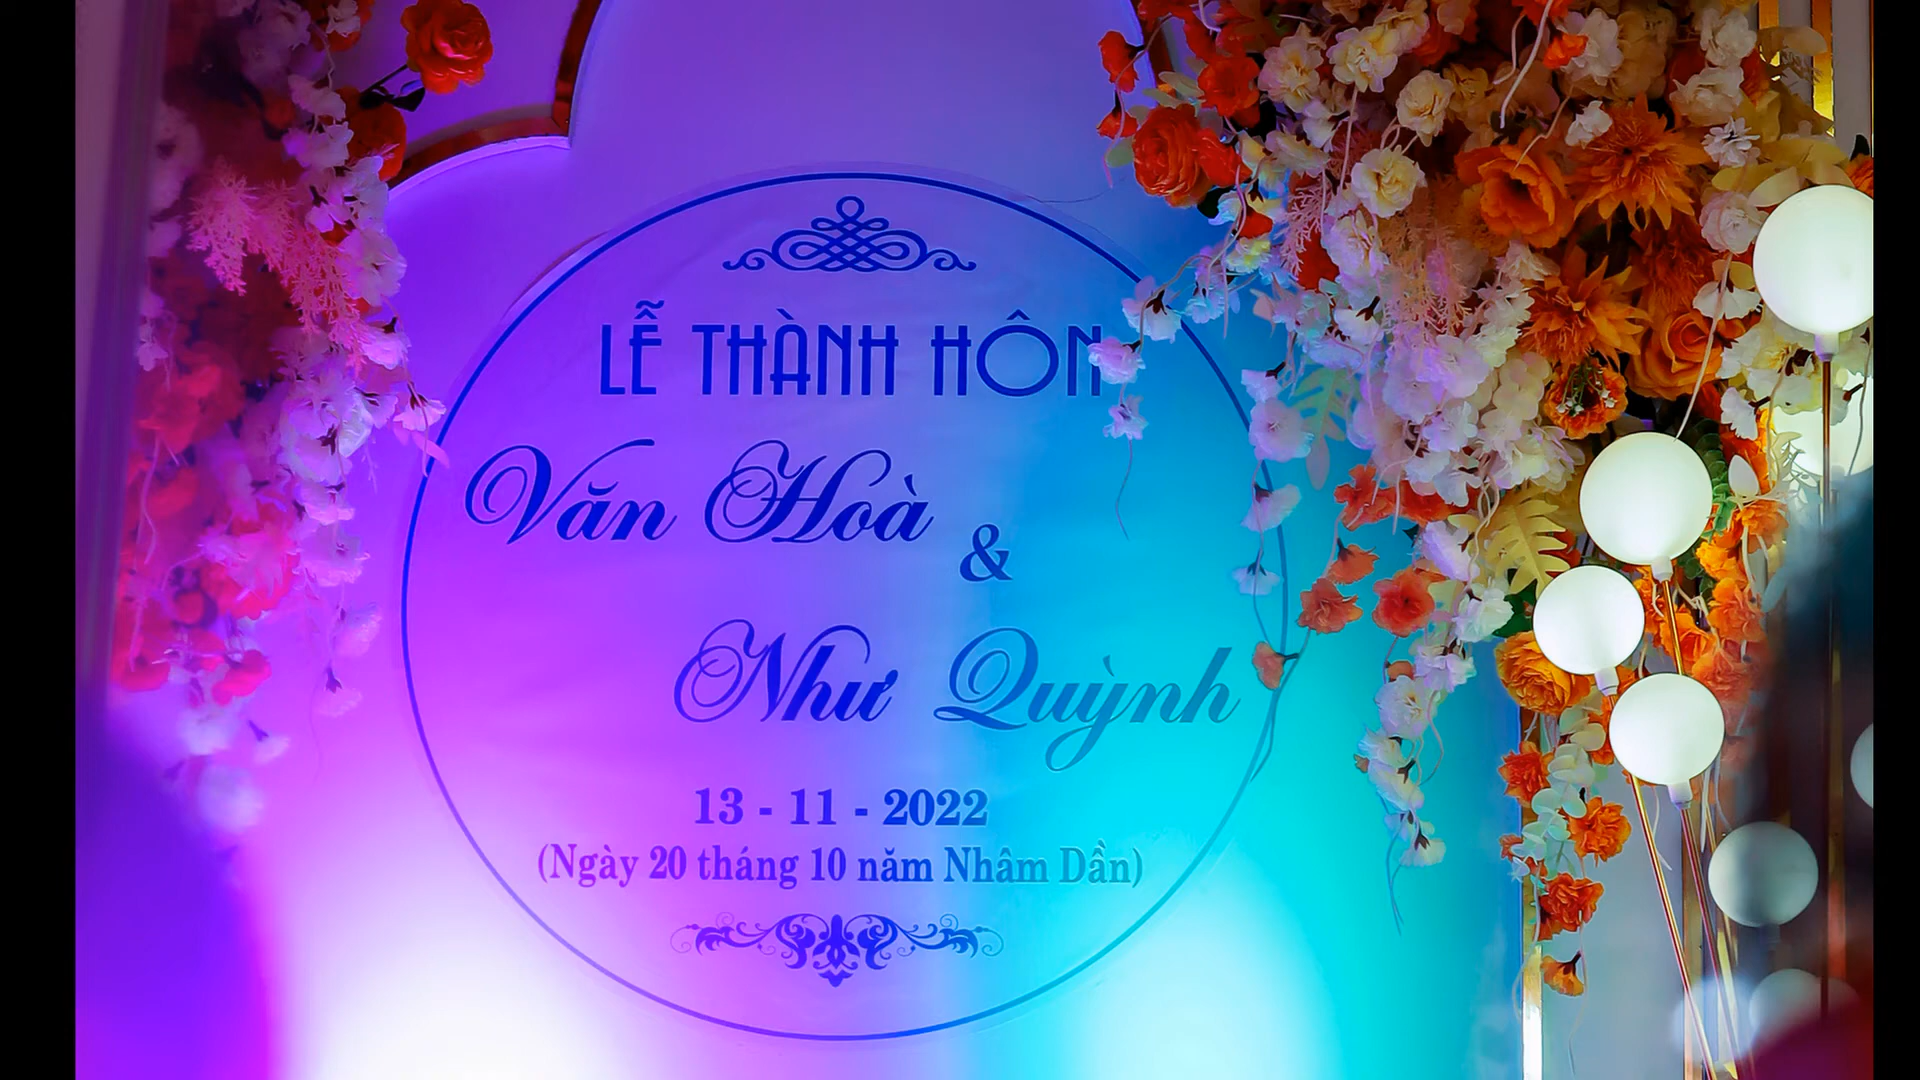 LỄ THÀNH HÔN
Văn Hoà
&
Như Quỳnh
13 - 11 - 2022
(Ngày 20 tháng 10 năm Nhâm Dần)